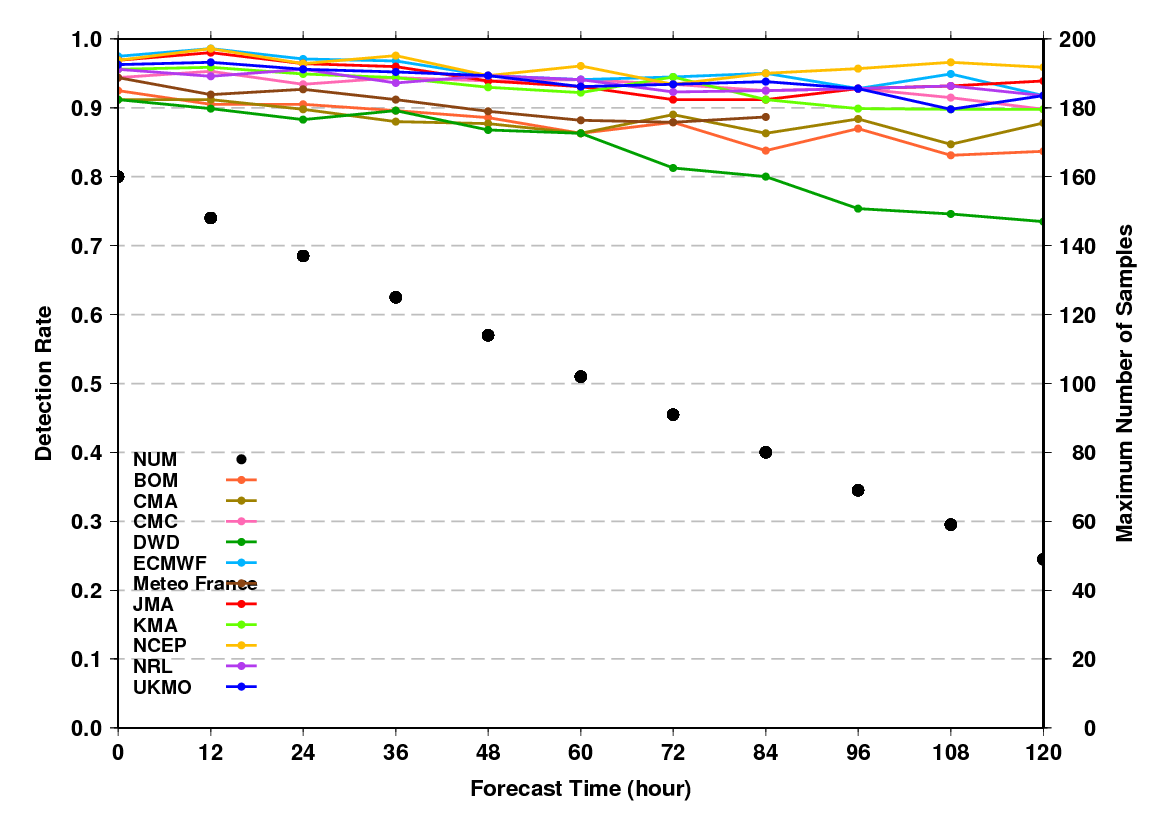 1.0
0.9
0.8
0.7
0.6
0.5
0.4
0.3
0.2
0.1
0.0
Detection Rate
200
180
160
140
120
100
80
60
40
20
0
Maximum Number of Samples
NUM
BOM
CMA
CMC
DWD
ECMWF
Meteo France
JMA
KMA
NCEP
NRL
UKMO
0 12 24 36 48 60 72 84 96 108 120
Forecast Time (hour)